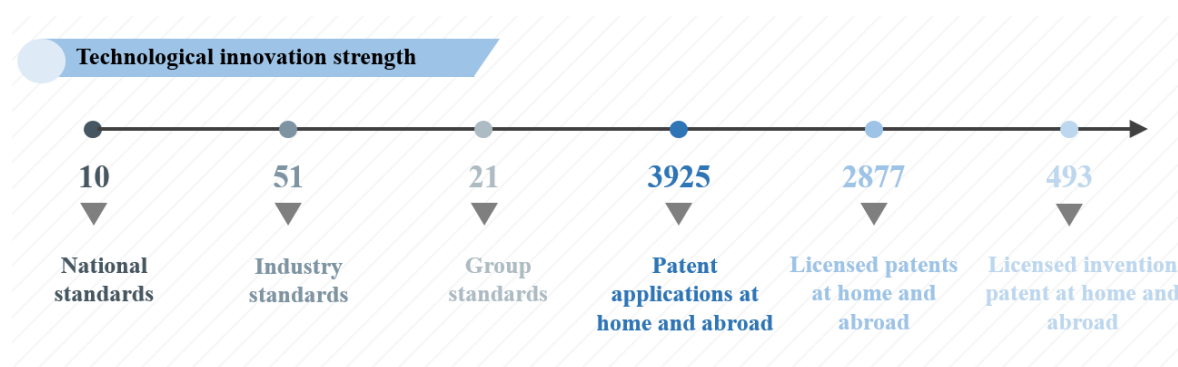 Technological innovation strength
10
51
21
3925
2877
493
National
standards
Industry
standards
Group
standards
Patent
applications at
home and abroad
Licensed patents
at home and
abroad
Licensed invention
patent at home and
abroad